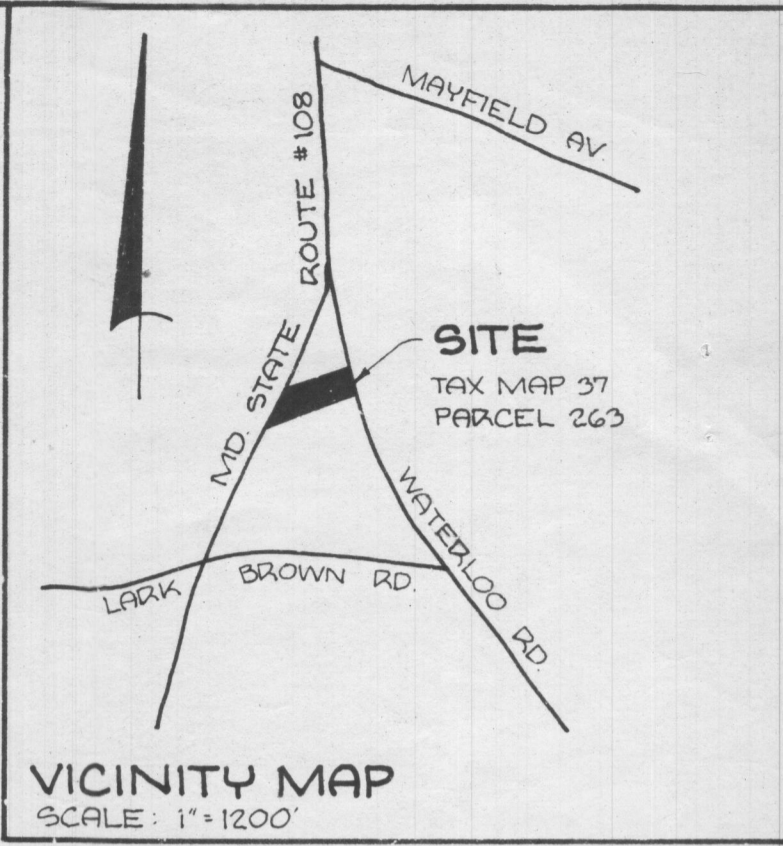 MAYFIELD AV.
MD. STATE ROUTE #108
SITE
TAX MAP 37
PARCEL 263
WATERLOO RD.
LARK BROWN RD.
VICINITY MAP
SCALE: 1"=1200'